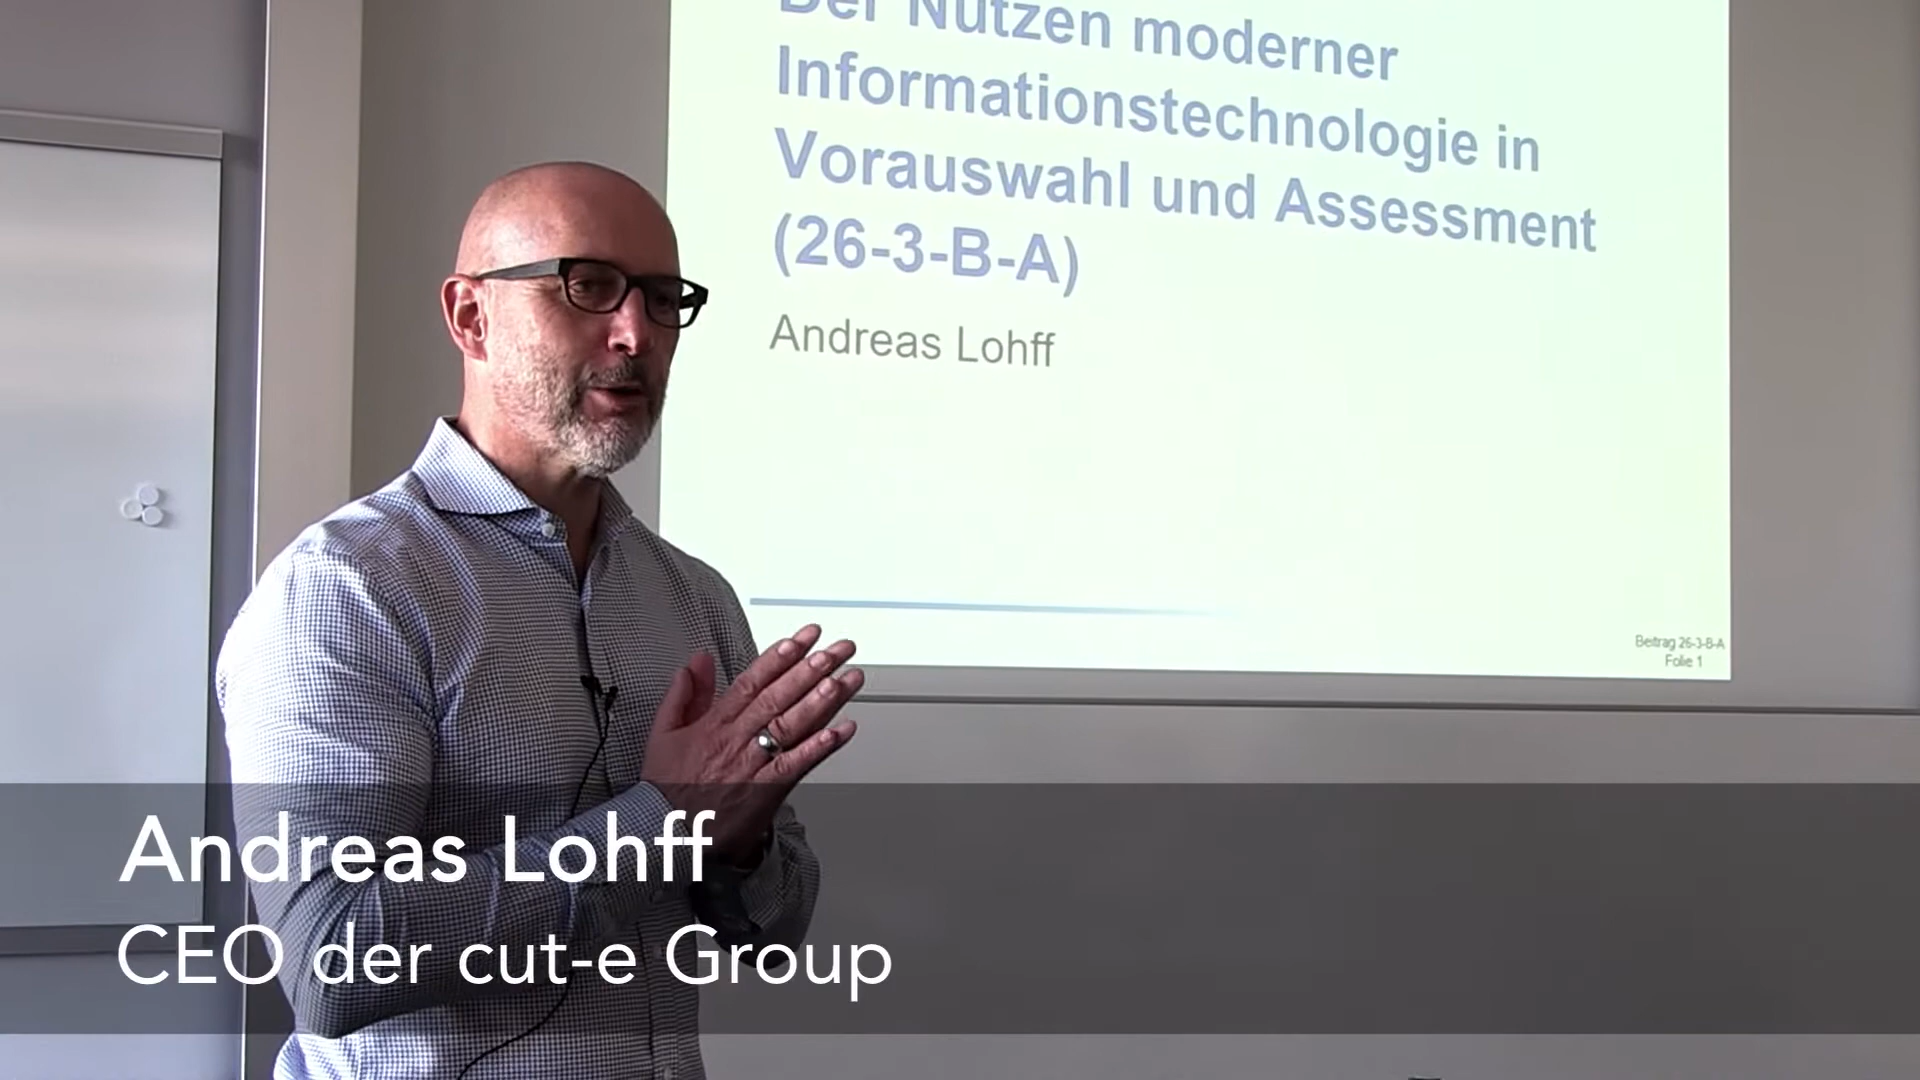 Der Nutzen moderner
Informationstechnologie in
Vorauswahl und Assessment
(26-3-B-A)
Andreas Lohff
Beitrag 26-3-B-A
Folie 1
Andreas Lohff
CEO der cut-e Group